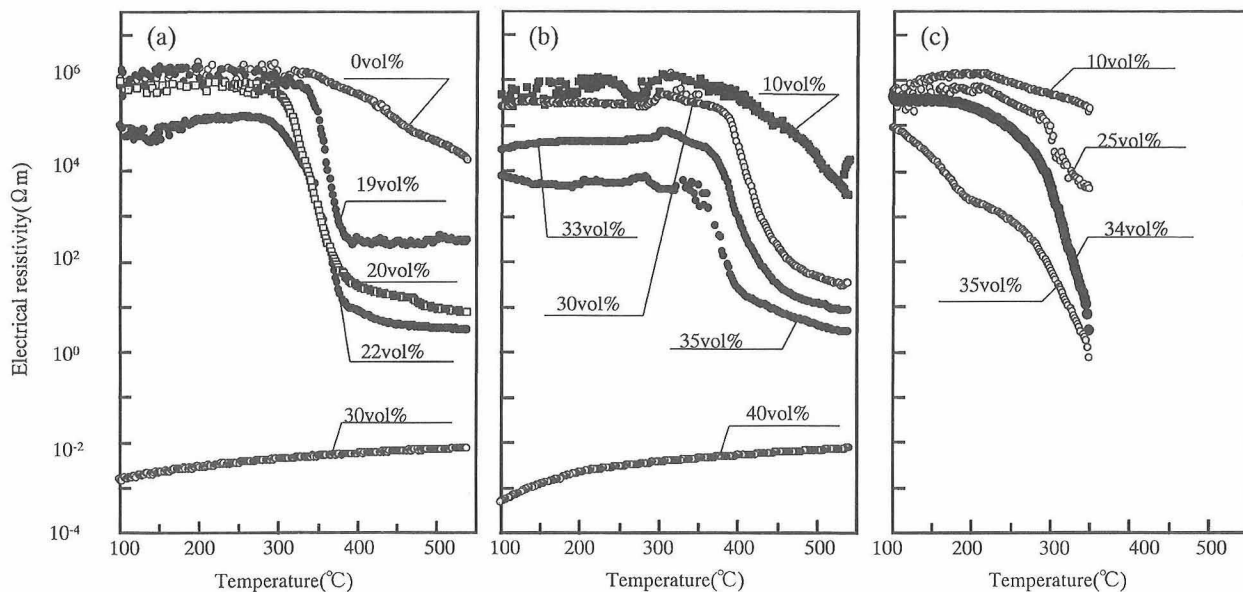 Electrical resistivity(Ωm)
10⁶
10⁴
10²
10⁰
10⁻²
10⁻⁴
(a)
0vol%
19vol%
20vol%
22vol%
30vol%
100 200 300 400 500
Temperature(℃)
(b)
10vol%
33vol%
30vol%
35vol%
40vol%
100 200 300 400 500
Temperature(℃)
(c)
10vol%
25vol%
34vol%
35vol%
100 200 300 400 500
Temperature(℃)